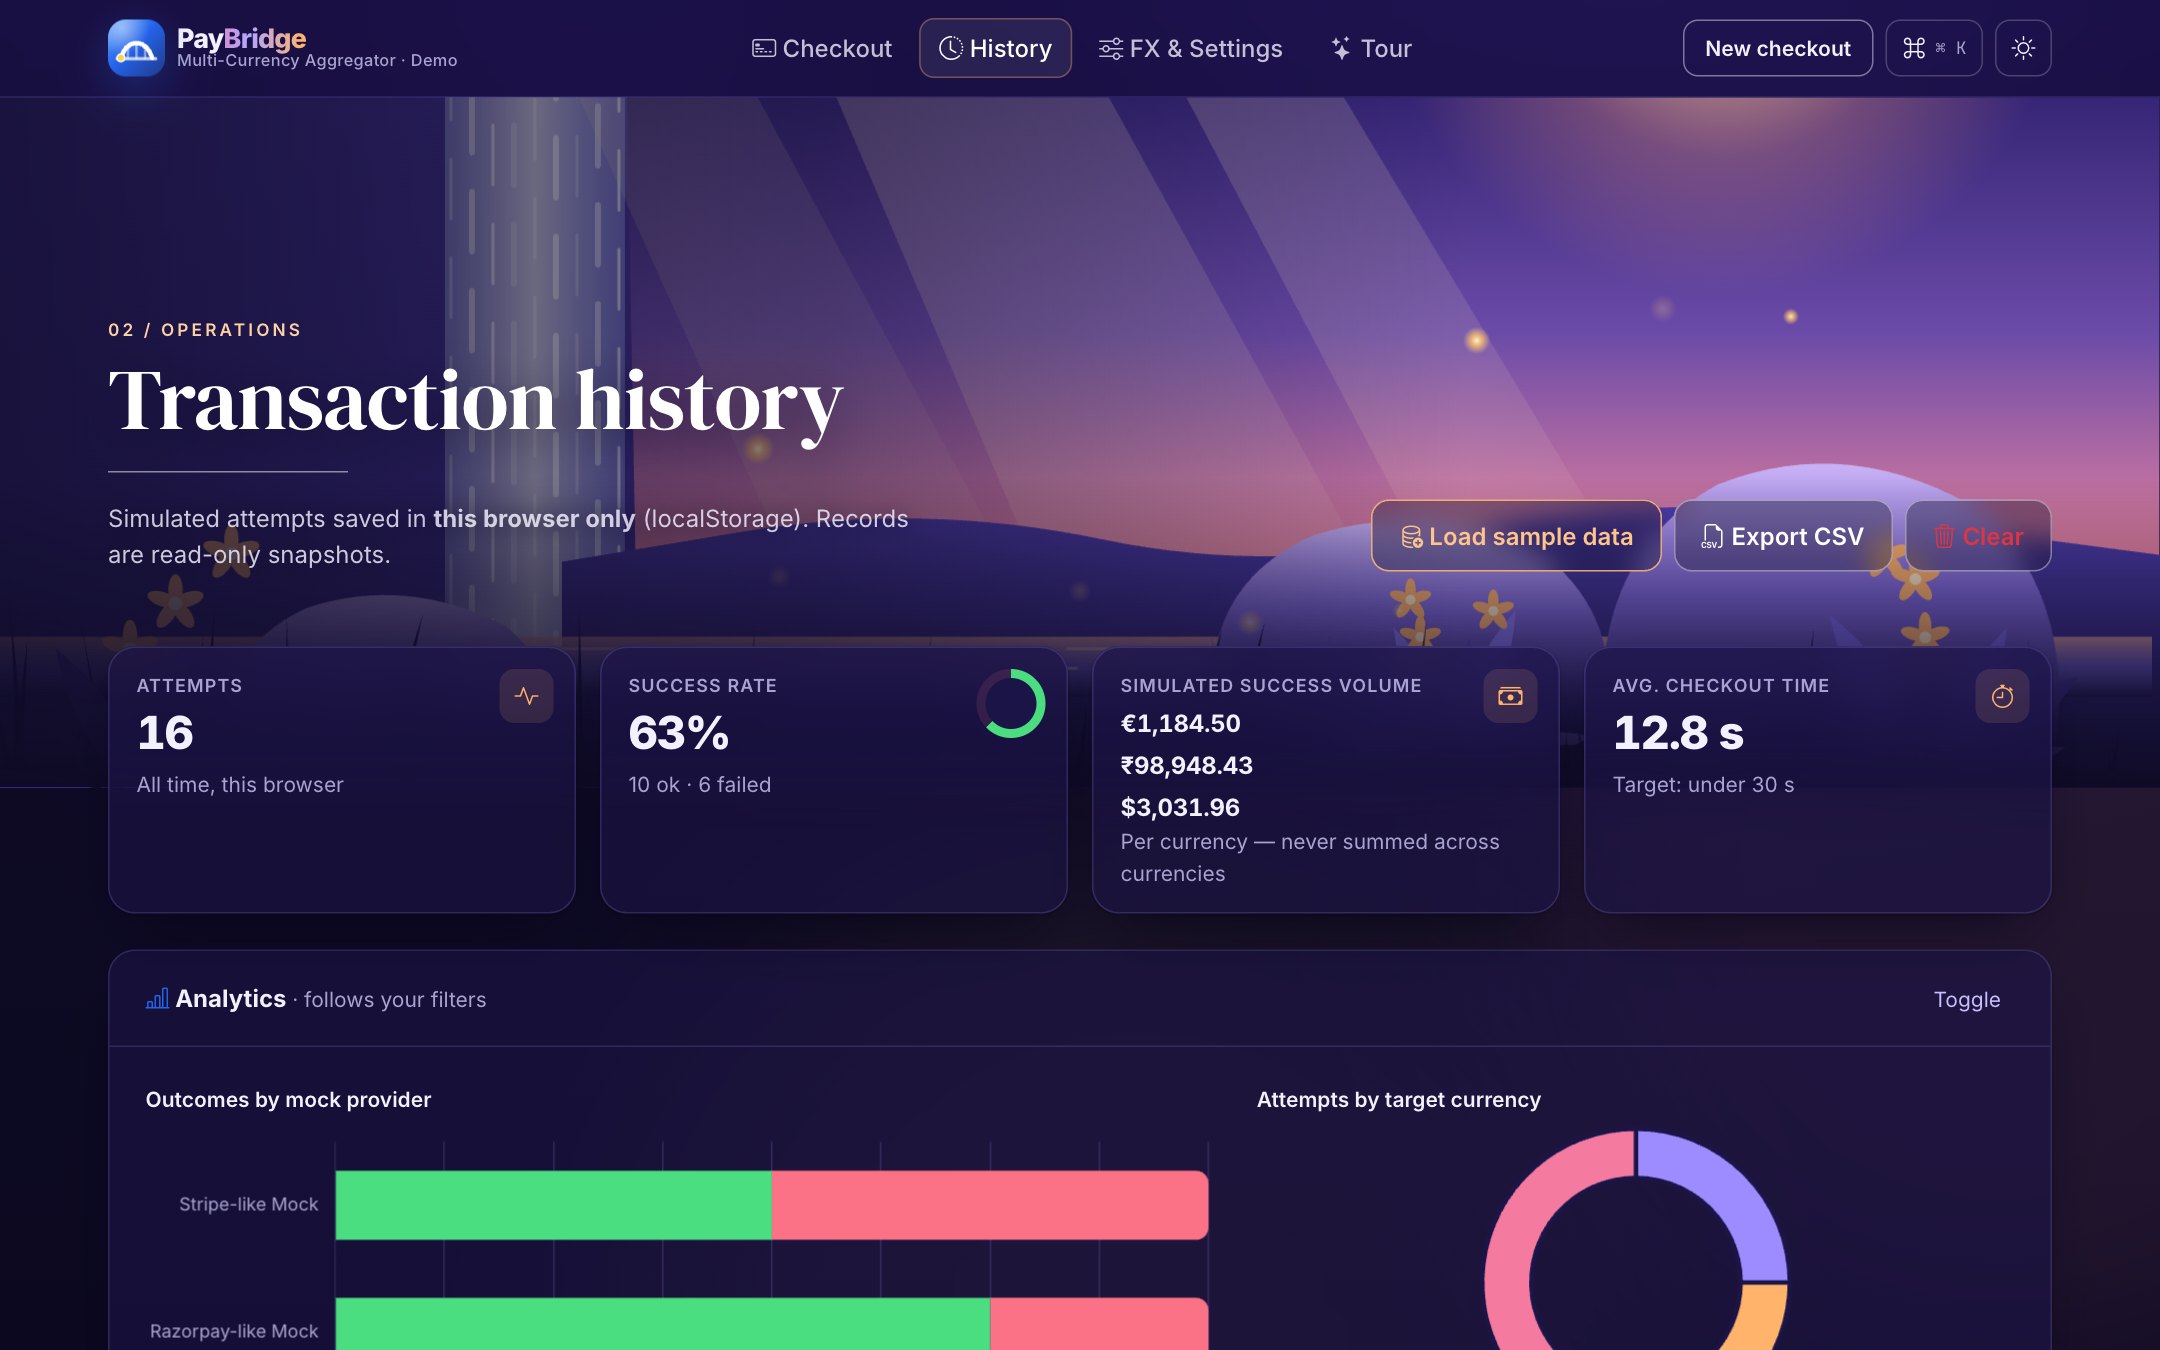 PayBridge
Multi-Currency Aggregator · Demo
Checkout
History
FX & Settings
Tour
New checkout
⌘ K
02 / OPERATIONS
Transaction history
Simulated attempts saved in this browser only (localStorage). Records
are read-only snapshots.
Load sample data
CSV
Export CSV
Clear
ATTEMPTS
16
All time, this browser
SUCCESS RATE
63%
10 ok · 6 failed
SIMULATED SUCCESS VOLUME
€1,184.50
₹98,948.43
$3,031.96
Per currency — never summed across
currencies
AVG. CHECKOUT TIME
12.8 s
Target: under 30 s
Analytics · follows your filters
Toggle
Outcomes by mock provider
Stripe-like Mock
Razorpay-like Mock
Attempts by target currency